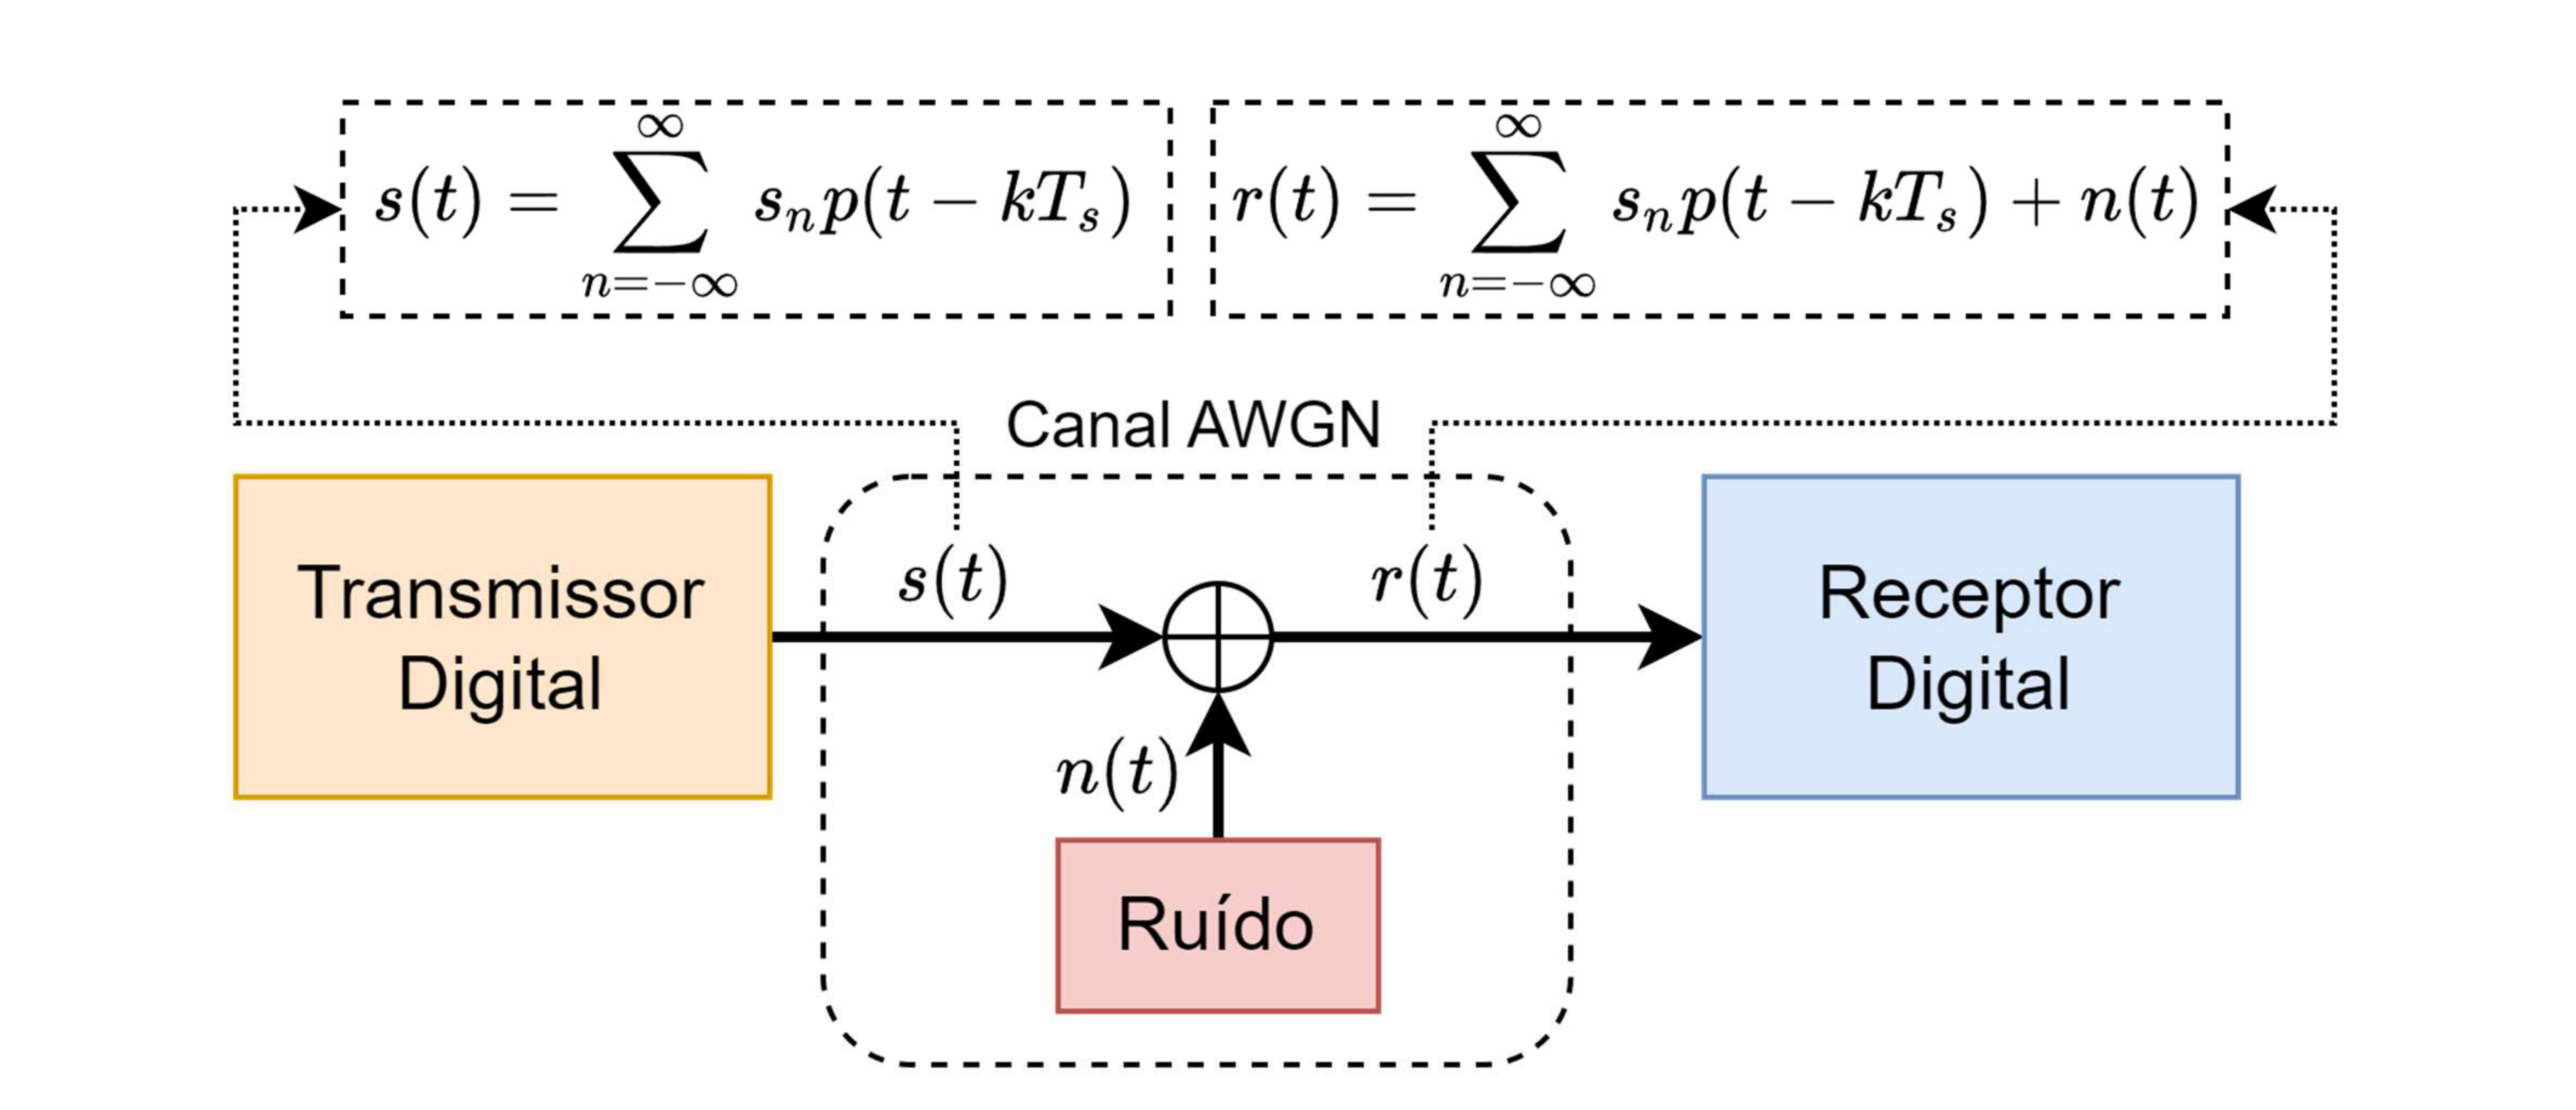 s(t) = \sum_{n=-\infty}^{\infty} s_n p(t - kT_s)
r(t) = \sum_{n=-\infty}^{\infty} s_n p(t - kT_s) + n(t)
Canal AWGN
Transmissor
Digital
s(t)
r(t)
Receptor
Digital
n(t)
Ruído